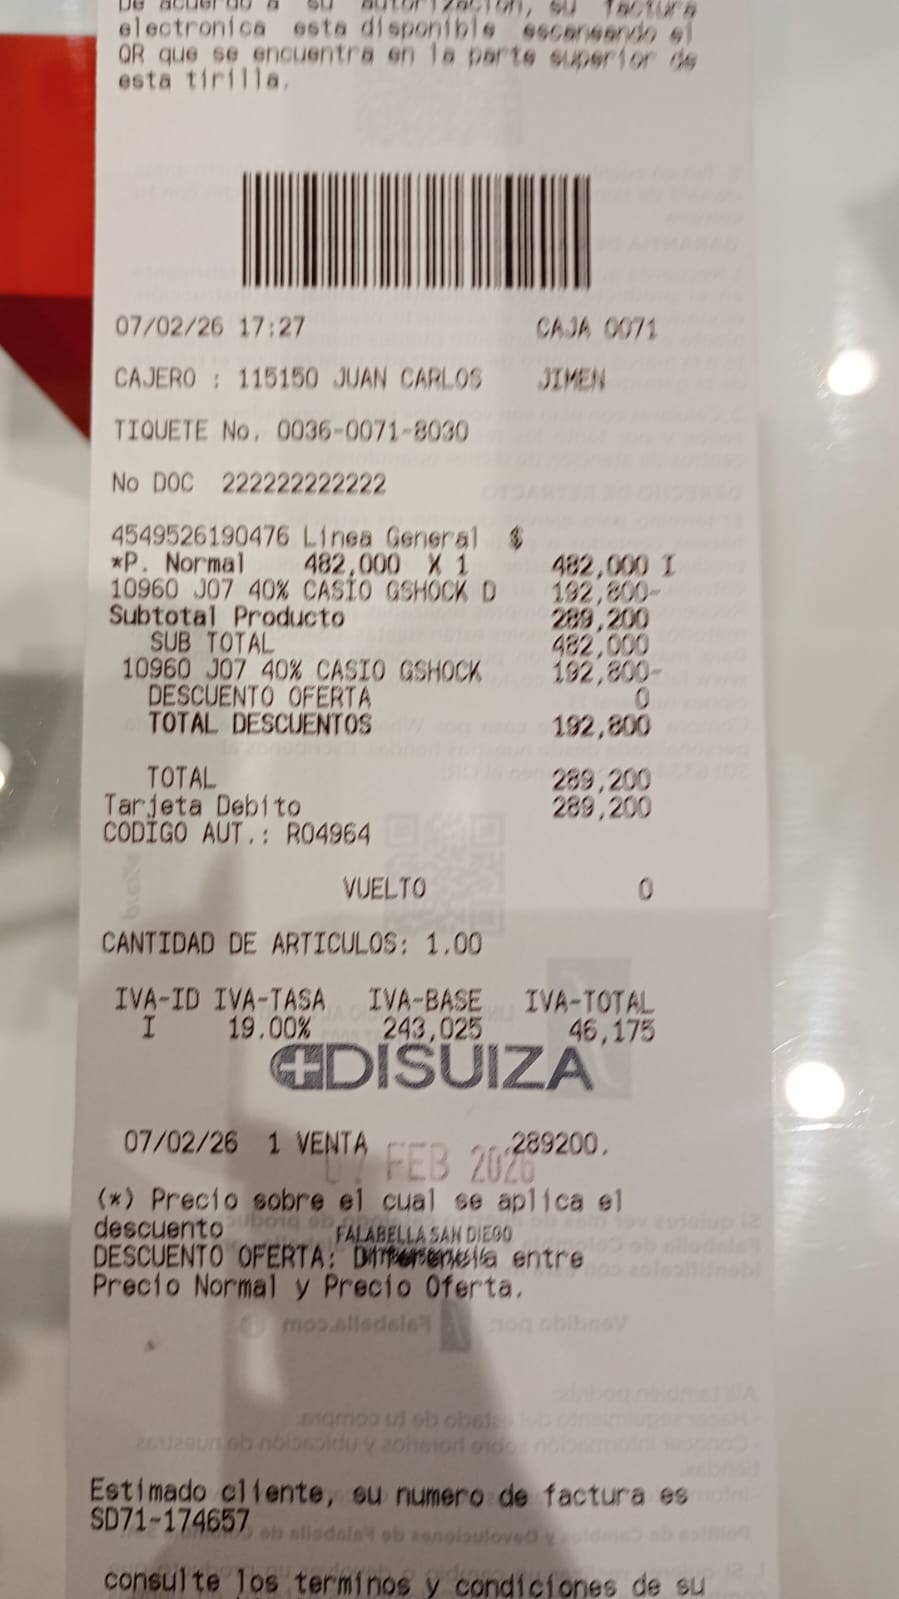 De acuerdo a su autorizacion, su factura
electronica esta disponible escaneando el
QR que se encuentra en la parte superior de
esta tirilla.
07/02/26 17:27 CAJA 0071
CAJERO : 115150 JUAN CARLOS JIMEN
TIQUETE No. 0036-0071-8030
No DOC 222222222222
4549526190476 Linea General $
*P. Normal 482,000 X 1 482,000 I
10960 J07 40% CASIO GSHOCK D 192,800-
Subtotal Producto 289,200
SUB TOTAL 482,000
10960 J07 40% CASIO GSHOCK 192,800-
DESCUENTO OFERTA 0
TOTAL DESCUENTOS 192,800
TOTAL 289,200
Tarjeta Debito 289,200
CODIGO AUT.: R04964
VUELTO 0
CANTIDAD DE ARTICULOS: 1.00
IVA-ID IVA-TASA IVA-BASE IVA-TOTAL
I 19.00% 243,025 46,175
DISUIZA
07/02/26 1 VENTA 289200.
07 FEB 2026
(*) Precio sobre el cual se aplica el
descuento
FALABELLA SAN DIEGO
DESCUENTO OFERTA: Diferencia entre
Precio Normal y Precio Oferta.
Estimado cliente, su numero de factura es
SD71-174657
consulte los terminos y condiciones de su